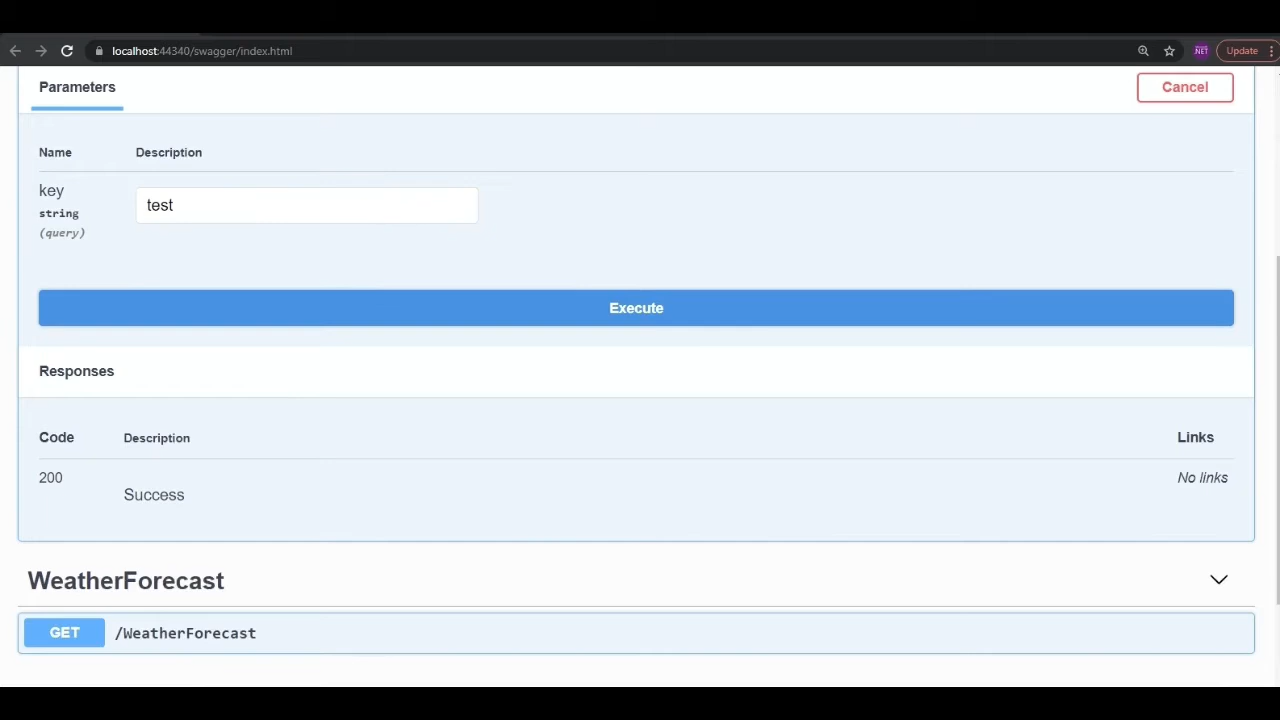 localhost:44340/swagger/index.html
.NET
Update
Parameters
Cancel
Name Description
key
string
(query)
test
Execute
Responses
Code Description Links
200 No links
Success
WeatherForecast
GET /WeatherForecast